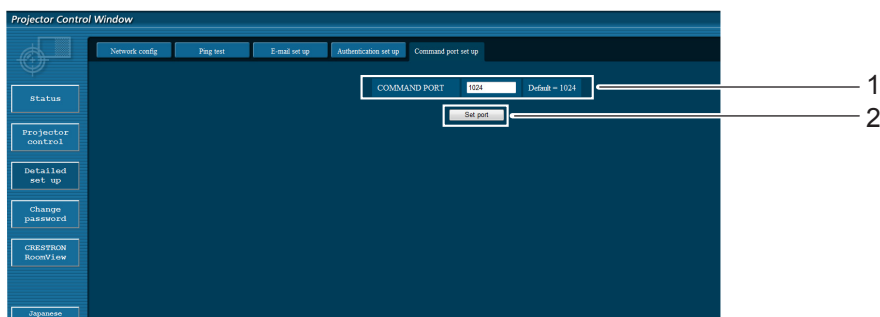 Projector Control Window
Network config Ping test E-mail set up Authentication set up Command port set up
COMMAND PORT 1024 Default = 1024 1
Set port 2
Status
Projector
control
Detailed
set up
Change
password
CRESTRON
RoomView
Japanese